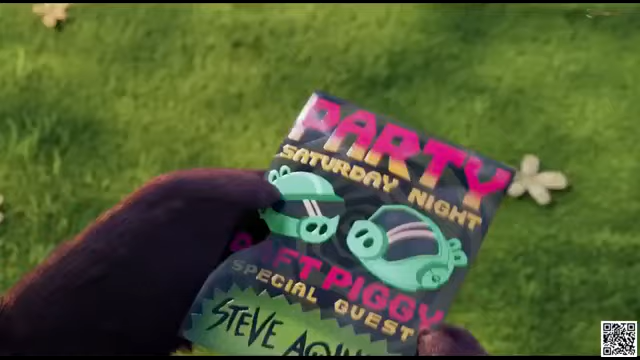 PARTY
SATURDAY NIGHT
PIGGY
SPECIAL GUEST
STEVE